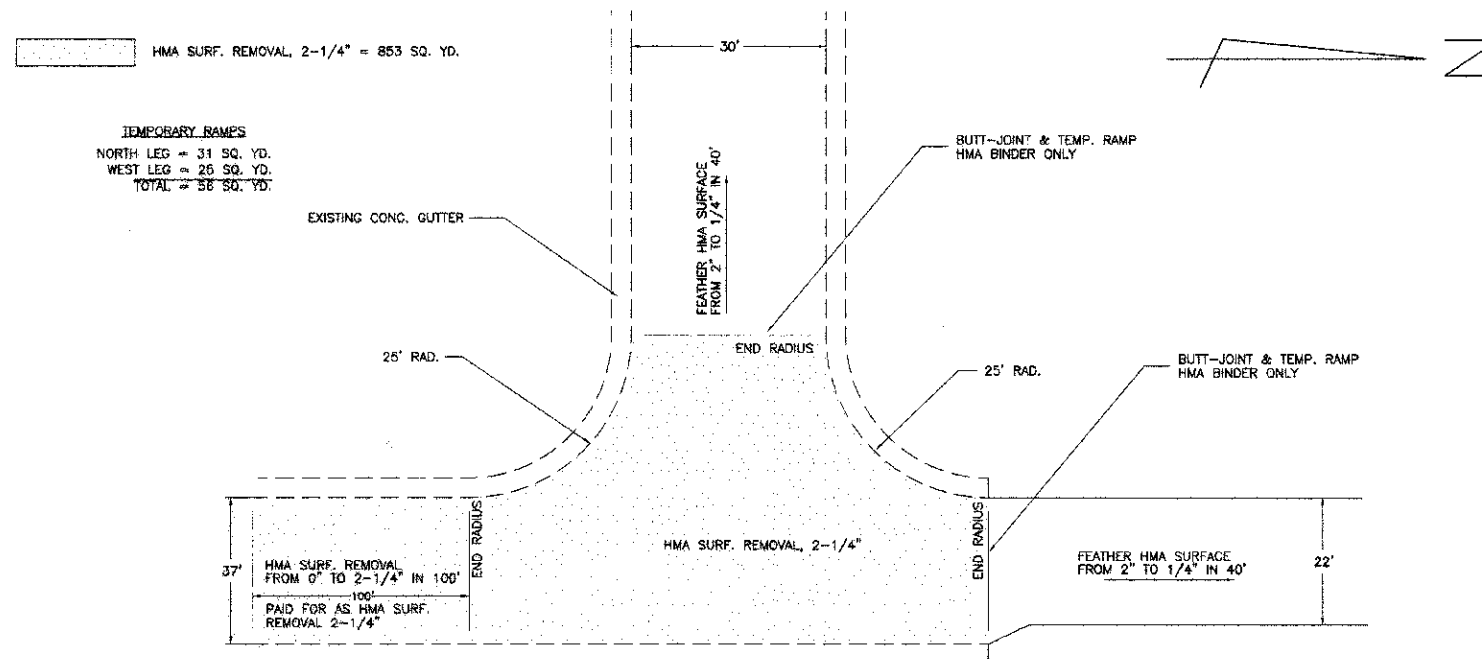 HMA SURF. REMOVAL, 2-1/4" = 853 SQ. YD.
30'
TEMPORARY RAMPS
NORTH LEG = 31 SQ. YD.
WEST LEG = 25 SQ. YD.
TOTAL = 56 SQ. YD.
BUTT-JOINT & TEMP. RAMP
HMA BINDER ONLY
EXISTING CONC. GUTTER
FEATHER HMA SURFACE
FROM 2" TO 1/4" IN 40'
END RADIUS
25' RAD.
25' RAD.
BUTT-JOINT & TEMP. RAMP
HMA BINDER ONLY
END RADIUS
END RADIUS
HMA SURF. REMOVAL, 2-1/4"
37'
HMA SURF. REMOVAL
FROM 0" TO 2-1/4" IN 100'
100'
PAID FOR AS HMA SURF.
REMOVAL 2-1/4"
FEATHER HMA SURFACE
FROM 2" TO 1/4" IN 40'
22'
Z